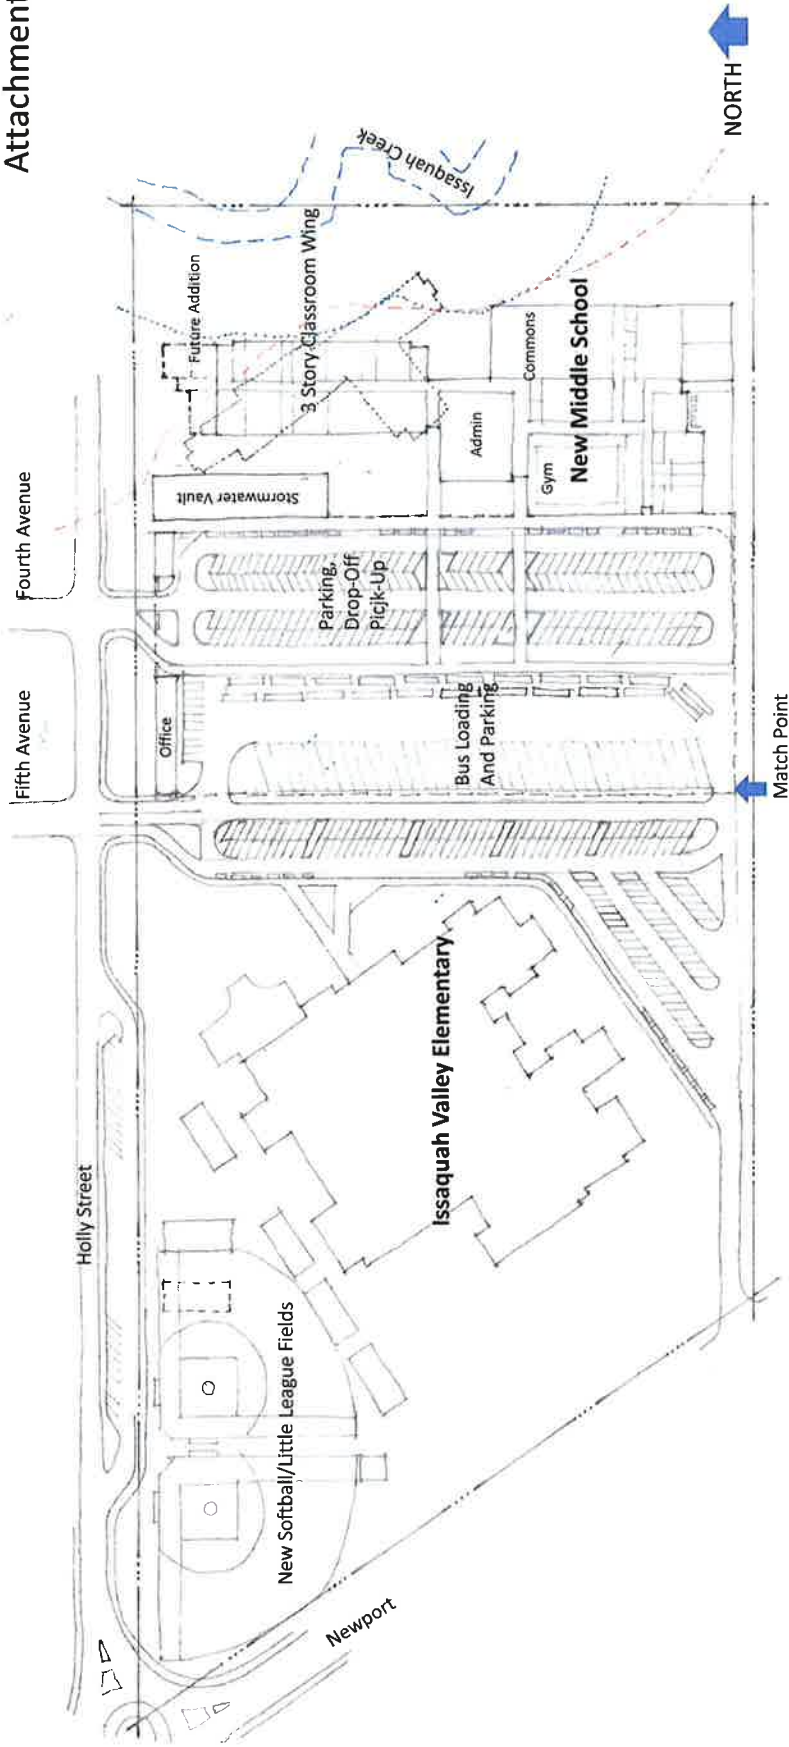 Attachment
NORTH
Issaquah Creek
Future Addition
3 Story Classroom Wing
Commons
New Middle School
Admin
Gym
Stormwater Vault
Fourth Avenue
Parking,
Drop-Off
Picjk-Up
Fifth Avenue
Office
Bus Loading
And Parking
Match Point
Issaquah Valley Elementary
Holly Street
New Softball/Little League Fields
Newport